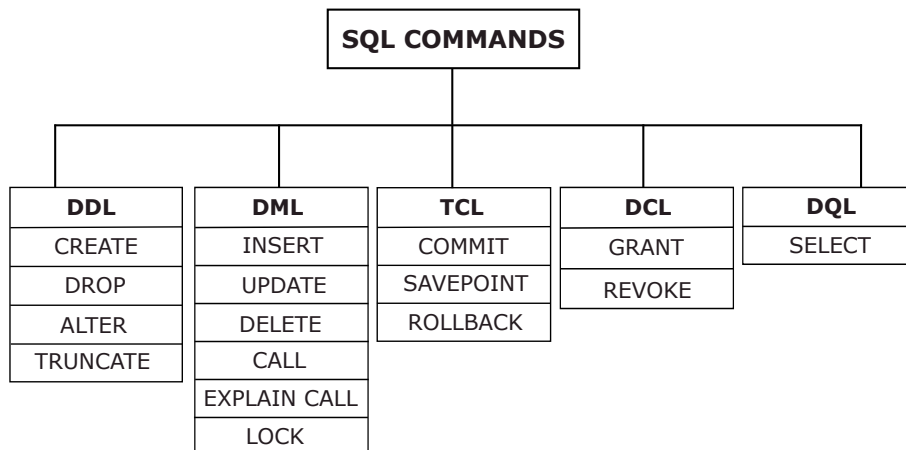 SQL COMMANDS
DDL
CREATE
DROP
ALTER
TRUNCATE
DML
INSERT
UPDATE
DELETE
CALL
EXPLAIN CALL
LOCK
TCL
COMMIT
SAVEPOINT
ROLLBACK
DCL
GRANT
REVOKE
DQL
SELECT